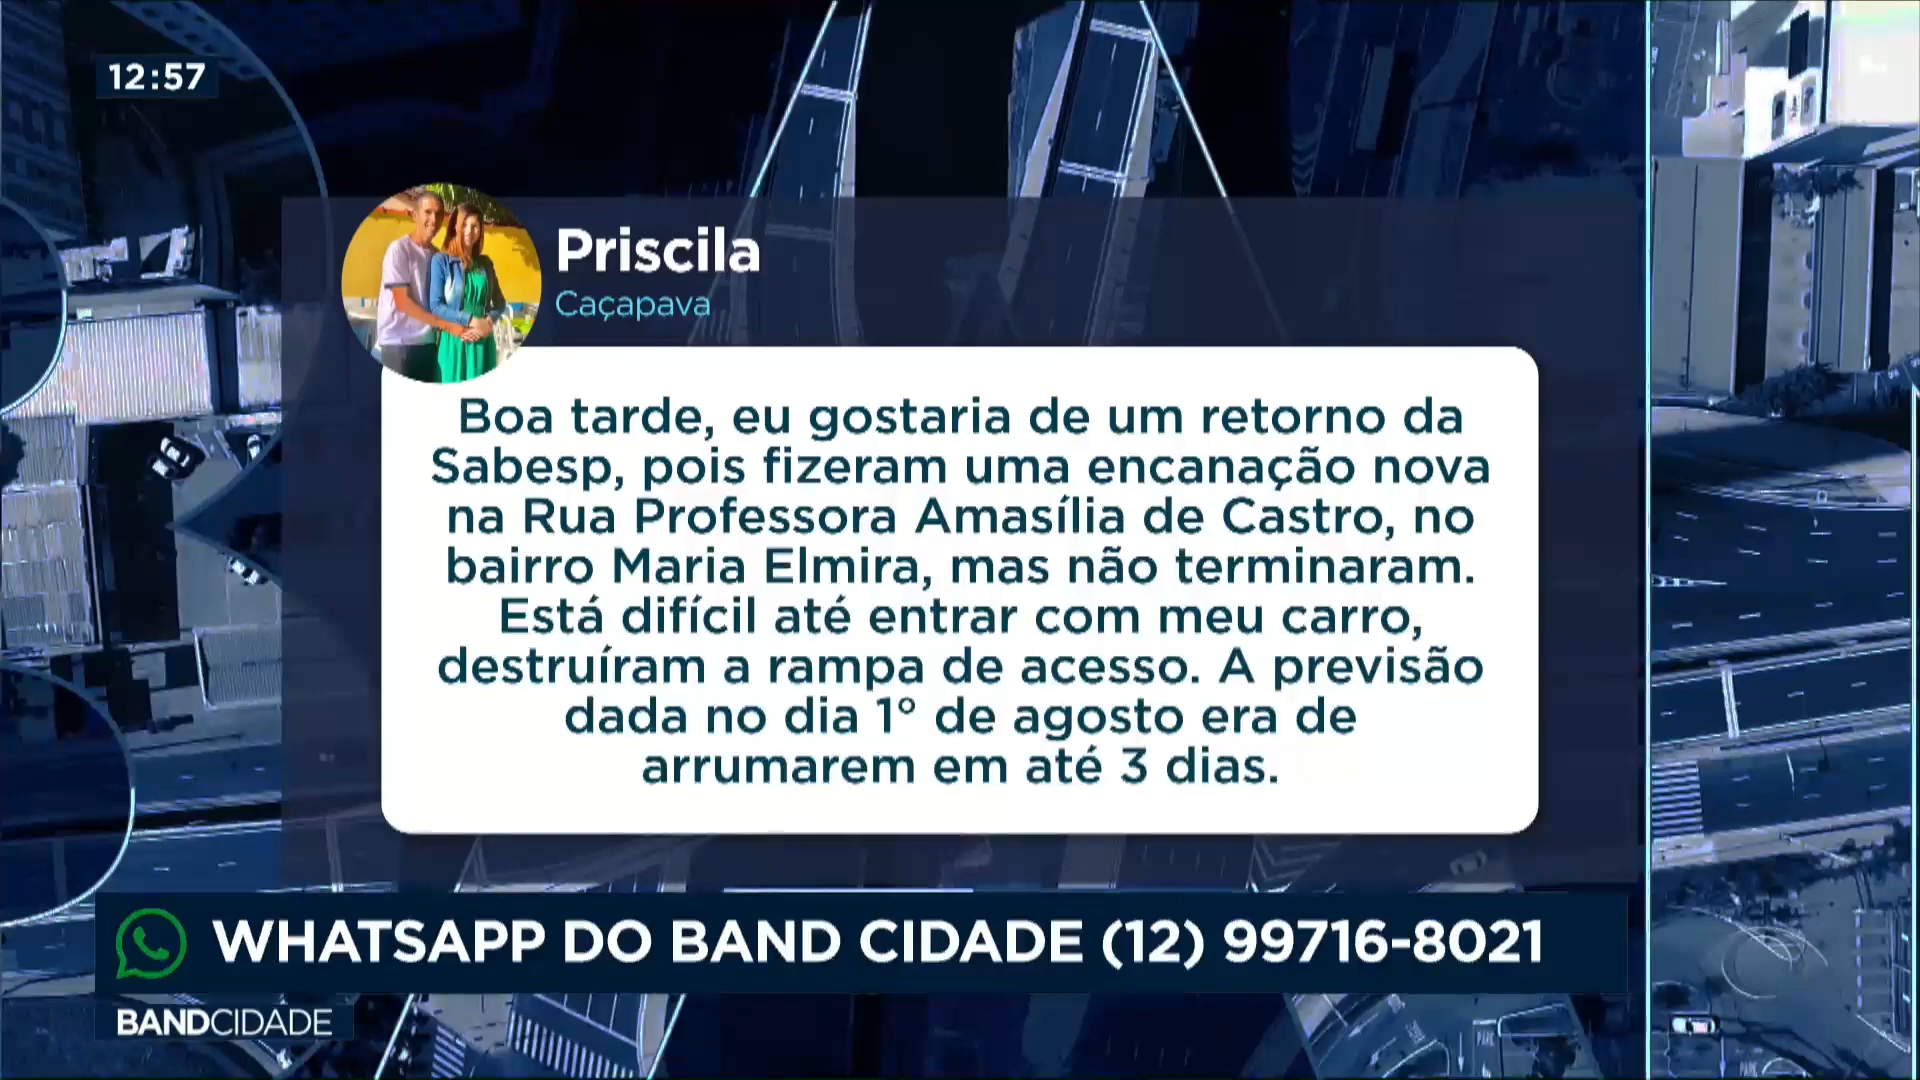 12:57
Priscila
Caçapava
Boa tarde, eu gostaria de um retorno da
Sabesp, pois fizeram uma encanação nova
na Rua Professora Amasília de Castro, no
bairro Maria Elmira, mas não terminaram.
Está difícil até entrar com meu carro,
destruíram a rampa de acesso. A previsão
dada no dia 1° de agosto era de
arrumarem em até 3 dias.
WHATSAPP DO BAND CIDADE (12) 99716-8021
BANDCIDADE
PARE